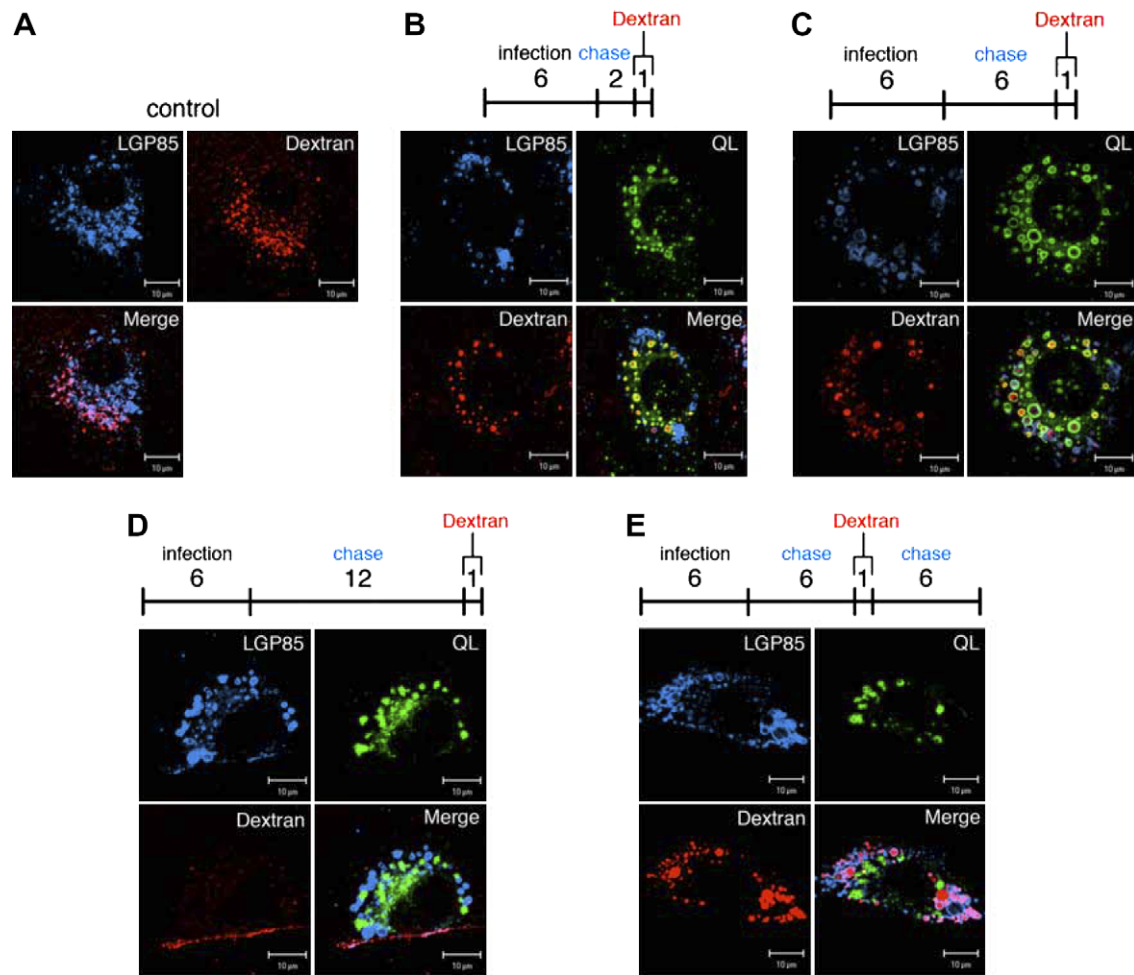 A
control
LGP85
Dextran
10 µm
10 µm
Merge
10 µm
B
Dextran
infection chase
6 2 1
LGP85
QL
10 µm
10 µm
Dextran
Merge
10 µm
10 µm
C
Dextran
infection chase
6 6 1
LGP85
QL
10 µm
10 µm
Dextran
Merge
10 µm
10 µm
D
Dextran
infection chase
6 12 1
LGP85
QL
10 µm
10 µm
Dextran
Merge
10 µm
10 µm
E
Dextran
infection chase chase
6 6 1 6
LGP85
QL
10 µm
10 µm
Dextran
Merge
10 µm
10 µm